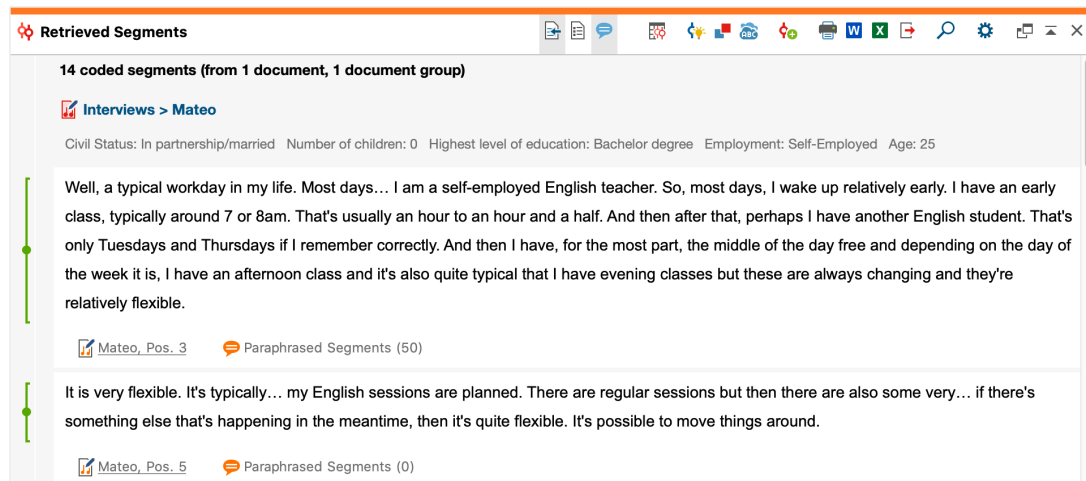 Retrieved Segments
ABC
W
X
14 coded segments (from 1 document, 1 document group)
Interviews > Mateo
Civil Status: In partnership/married Number of children: 0 Highest level of education: Bachelor degree Employment: Self-Employed Age: 25
Well, a typical workday in my life. Most days… I am a self-employed English teacher. So, most days, I wake up relatively early. I have an early
class, typically around 7 or 8am. That's usually an hour to an hour and a half. And then after that, perhaps I have another English student. That's
only Tuesdays and Thursdays if I remember correctly. And then I have, for the most part, the middle of the day free and depending on the day of
the week it is, I have an afternoon class and it's also quite typical that I have evening classes but these are always changing and they're
relatively flexible.
Mateo, Pos. 3 Paraphrased Segments (50)
It is very flexible. It's typically… my English sessions are planned. There are regular sessions but then there are also some very… if there's
something else that's happening in the meantime, then it's quite flexible. It's possible to move things around.
Mateo, Pos. 5 Paraphrased Segments (0)